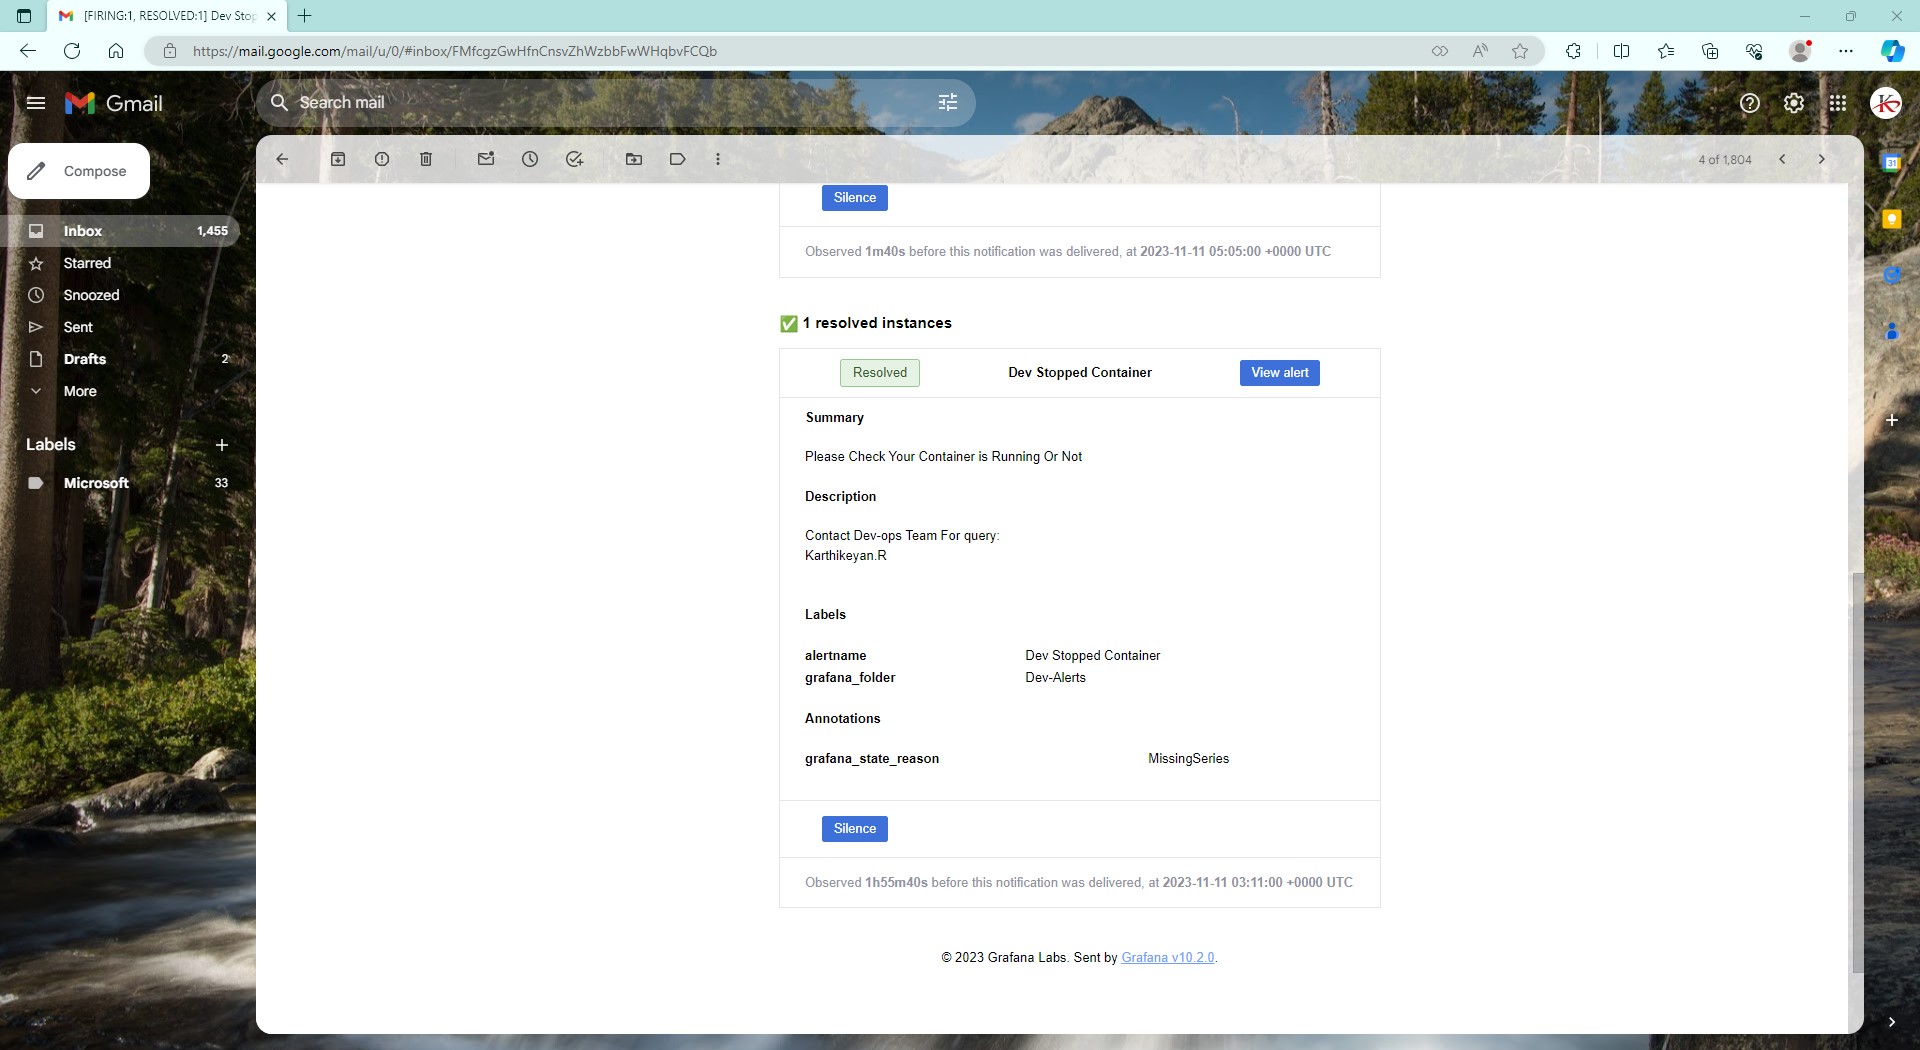 [FIRING:1, RESOLVED:1] Dev Stop
https://mail.google.com/mail/u/0/#inbox/FMfcgzGwHfnCnsvZhWzbbFwWHqbvFCQb
Gmail
Search mail
Compose
4 of 1,804
Inbox 1,455
Starred
Snoozed
Sent
Drafts 2
More
Labels
Microsoft 33
Silence
Observed 1m40s before this notification was delivered, at 2023-11-11 05:05:00 +0000 UTC
✅ 1 resolved instances
Resolved Dev Stopped Container View alert
Summary
Please Check Your Container is Running Or Not
Description
Contact Dev-ops Team For query:
Karthikeyan.R
Labels
alertname Dev Stopped Container
grafana_folder Dev-Alerts
Annotations
grafana_state_reason MissingSeries
Silence
Observed 1h55m40s before this notification was delivered, at 2023-11-11 03:11:00 +0000 UTC
© 2023 Grafana Labs. Sent by Grafana v10.2.0.
31